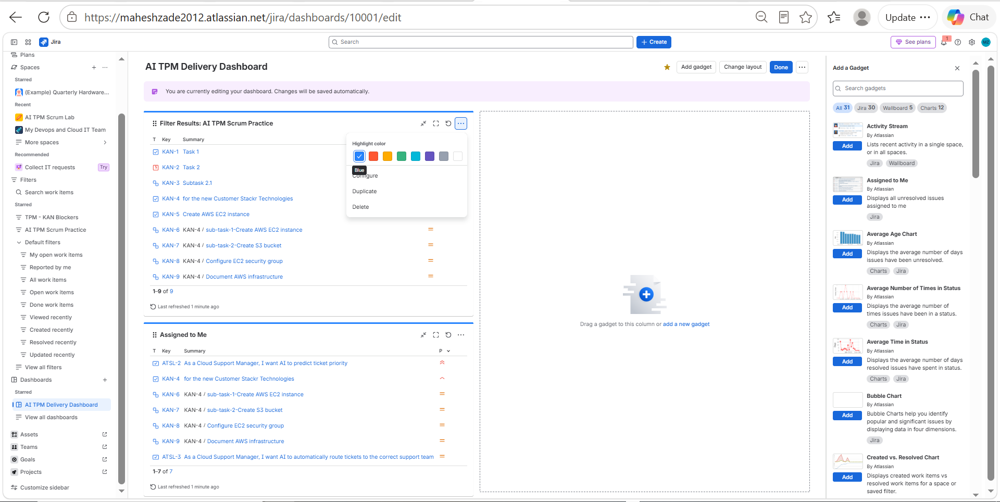 https://maheshzade2012.atlassian.net/jira/dashboards/10001/edit
Update
Chat
Jira
Search
Create
See plans
1
MZ
Plans
Spaces
Starred
(Example) Quarterly Hardware...
Recent
AI TPM Scrum Lab
My Devops and Cloud IT Team
More spaces
Recommended
Collect IT requests
Try
Filters
Search work items
Starred
TPM - KAN Blockers
AI TPM Scrum Practice
Default filters
My open work items
Reported by me
All work items
Open work items
Done work items
Viewed recently
Created recently
Resolved recently
Updated recently
View all filters
Dashboards
Starred
AI TPM Delivery Dashboard
View all dashboards
Assets
Teams
Goals
Projects
Customize sidebar
AI TPM Delivery Dashboard
Add gadget
Change layout
Done
You are currently editing your dashboard. Changes will be saved automatically.
Filter Results: AI TPM Scrum Practice
T Key Summary
KAN-1 Task 1
KAN-2 Task 2
KAN-3 Subtask 2.1
KAN-4 for the new Customer Stackr Technologies
KAN-5 Create AWS EC2 instance
KAN-6 KAN-4 / sub-task-1-Create AWS EC2 instance
KAN-7 KAN-4 / sub-task-2-Create S3 bucket
KAN-8 KAN-4 / Configure EC2 security group
KAN-9 KAN-4 / Document AWS infrastructure
1-9 of 9
Last refreshed 1 minute ago
Highlight color
Blue
Configure
Duplicate
Delete
Assigned to Me
T Key Summary P
ATSL-2 As a Cloud Support Manager, I want AI to predict ticket priority
KAN-4 for the new Customer Stackr Technologies
KAN-6 KAN-4 / sub-task-1-Create AWS EC2 instance
KAN-7 KAN-4 / sub-task-2-Create S3 bucket
KAN-8 KAN-4 / Configure EC2 security group
KAN-9 KAN-4 / Document AWS infrastructure
ATSL-3 As a Cloud Support Manager, I want AI to automatically route tickets to the correct support team
1-7 of 7
Last refreshed 1 minute ago
Drag a gadget to this column or add a new gadget
Add a Gadget
Search gadgets
All 31
Jira 30
Wallboard 5
Charts 12
Activity Stream
By Atlassian
Add
Lists recent activity in a single space,
or in all spaces.
Jira
Wallboard
Assigned to Me
By Atlassian
Add
Displays all unresolved issues
assigned to me
Jira
Average Age Chart
By Atlassian
Add
Displays the average number of days
issues have been unresolved.
Charts
Jira
Average Number of Times in Status
By Atlassian
Add
Displays the average number of
times issues have been in a status.
Charts
Jira
Average Time in Status
By Atlassian
Add
Displays the average number of days
resolved issues have spent in status.
Charts
Jira
Bubble Chart
By Atlassian
Add
Bubble Charts help you identify
popular and significant issues by
displaying data in four dimensions.
Jira
Created vs. Resolved Chart
By Atlassian
Add
Displays created work items vs
resolved work items for a space or
saved filter.